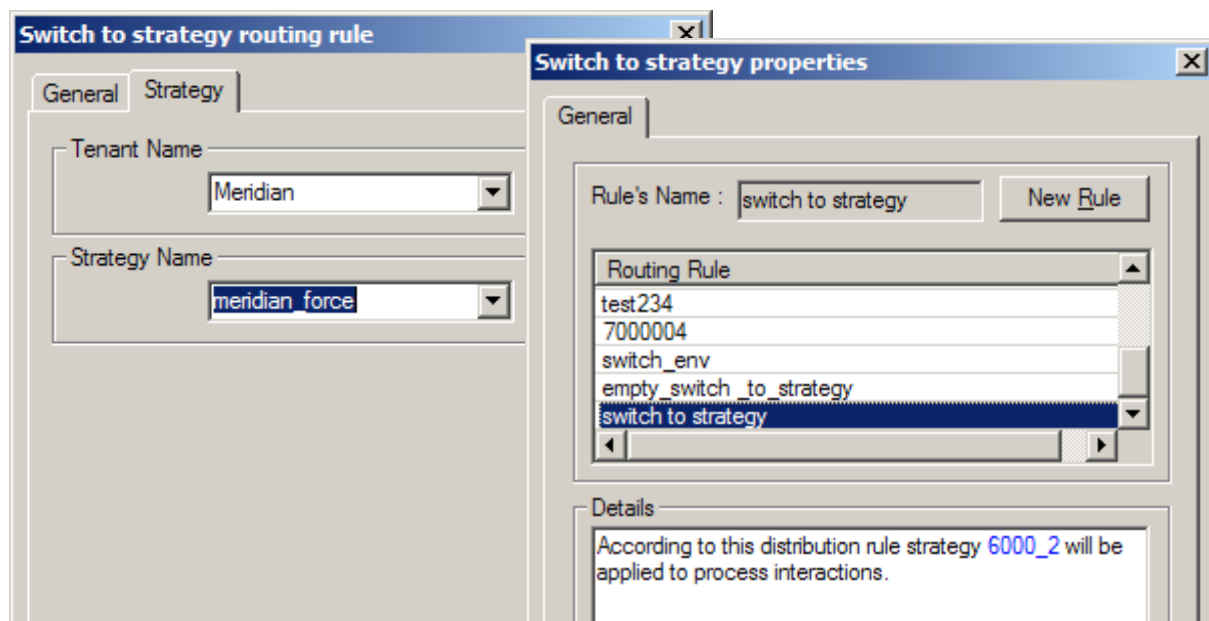 Switch to strategy routing rule
General Strategy
Tenant Name
Meridian
Strategy Name
meridian_force
Switch to strategy properties
General
Rule's Name : switch to strategy New Rule
Routing Rule
test234
7000004
switch_env
empty_switch _to_strategy
switch to strategy
Details
According to this distribution rule strategy 6000_2 will be
applied to process interactions.